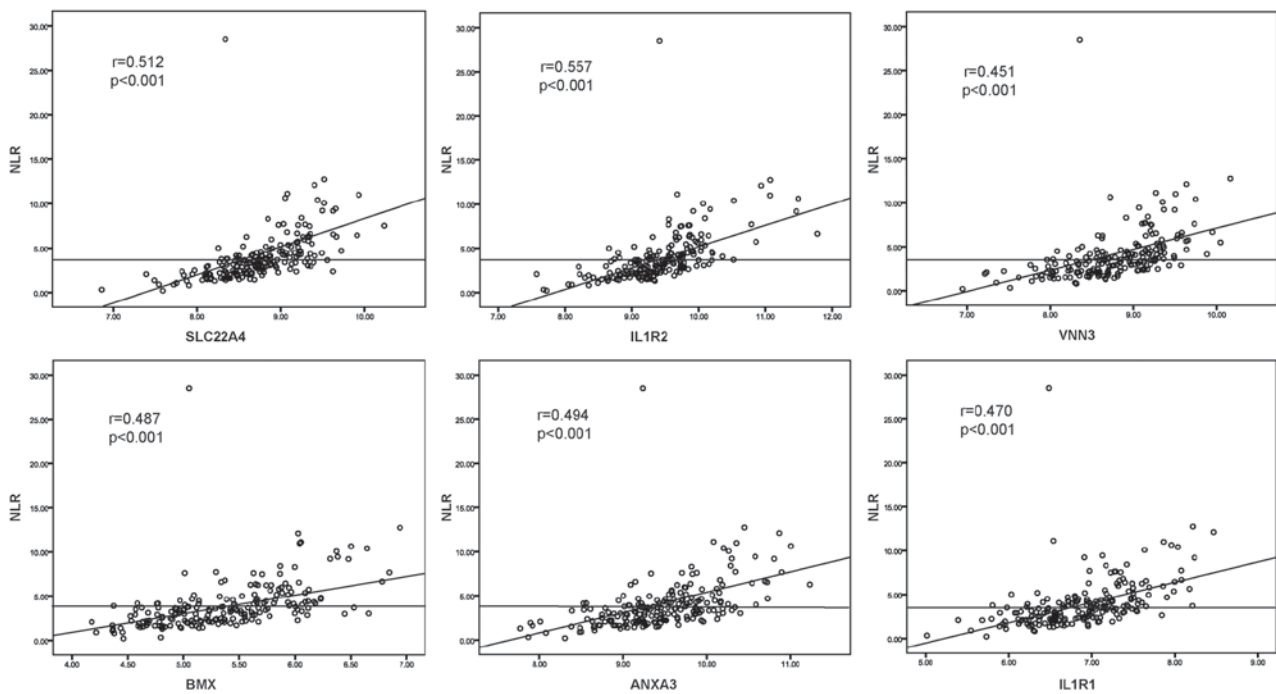 30.00
25.00
20.00
15.00
10.00
5.00
0.00
NLR
r=0.512
p<0.001
7.00 8.00 9.00 10.00
SLC22A4
30.00
25.00
20.00
15.00
10.00
5.00
0.00
NLR
r=0.557
p<0.001
7.00 8.00 9.00 10.00 11.00 12.00
IL1R2
30.00
25.00
20.00
15.00
10.00
5.00
0.00
NLR
r=0.451
p<0.001
7.00 8.00 9.00 10.00
VNN3
30.00
25.00
20.00
15.00
10.00
5.00
0.00
NLR
r=0.487
p<0.001
4.00 4.50 5.00 5.50 6.00 6.50 7.00
BMX
30.00
25.00
20.00
15.00
10.00
5.00
0.00
NLR
r=0.494
p<0.001
8.00 9.00 10.00 11.00
ANXA3
30.00
25.00
20.00
15.00
10.00
5.00
0.00
NLR
r=0.470
p<0.001
5.00 6.00 7.00 8.00 9.00
IL1R1